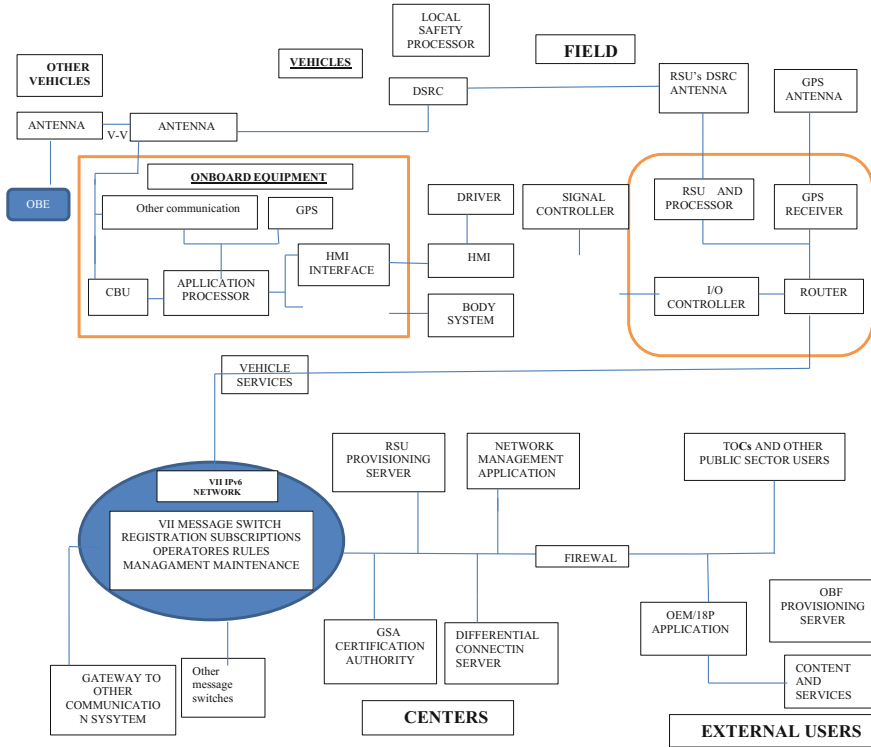 LOCAL
SAFETY
PROCESSOR
FIELD
VEHICLES
OTHER
VEHICLES
DSRC
RSU's DSRC
ANTENNA
GPS
ANTENNA
ANTENNA
V-V
ANTENNA
ONBOARD EQUIPMENT
OBE
Other communication
GPS
DRIVER
SIGNAL
CONTROLLER
RSU AND
PROCESSOR
GPS
RECEIVER
HMI
INTERFACE
HMI
CBU
APLLICATION
PROCESSOR
I/O
CONTROLLER
ROUTER
BODY
SYSTEM
VEHICLE
SERVICES
RSU
PROVISIONING
SERVER
NETWORK
MANAGEMENT
APPLICATION
TOCs AND OTHER
PUBLIC SECTOR USERS
VII IPv6
NETWORK
VII MESSAGE SWITCH
REGISTRATION SUBSCRIPTIONS
OPERATORES RULES
MANAGAMENT MAINTENANCE
FIREWAL
GSA
CERTIFICATION
AUTHORITY
DIFFERENTIAL
CONNECTIN
SERVER
OEM/18P
APPLICATION
OBF
PROVISIONING
SERVER
GATEWAY TO
OTHER
COMMUNICATIO
N SYSYTEM
Other
message
switches
CONTENT
AND
SERVICES
CENTERS
EXTERNAL USERS